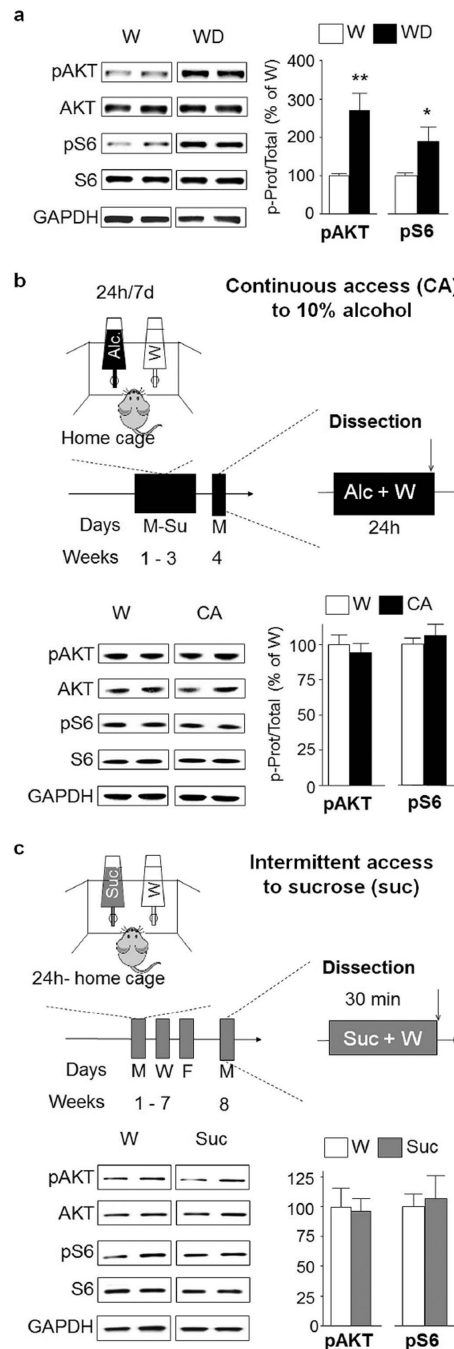 a
W WD
pAKT
AKT
pS6
S6
GAPDH
W WD
p-Prot/Total (% of W)
400
300
200
100
0
**
*
pAKT pS6
b
24h/7d
Continuous access (CA)
to 10% alcohol
Alc.
W
Home cage
Dissection
Alc + W
24h
Days M-Su M
Weeks 1 - 3 4
W CA
pAKT
AKT
pS6
S6
GAPDH
W CA
p-Prot/Total (% of W)
100
75
50
25
0
pAKT pS6
c
Intermittent access
to sucrose (suc)
Suc.
W
24h- home cage
Dissection
30 min
Suc + W
Days M W F M
Weeks 1 - 7 8
W Suc
pAKT
AKT
pS6
S6
GAPDH
W Suc
125
100
75
50
25
0
pAKT pS6